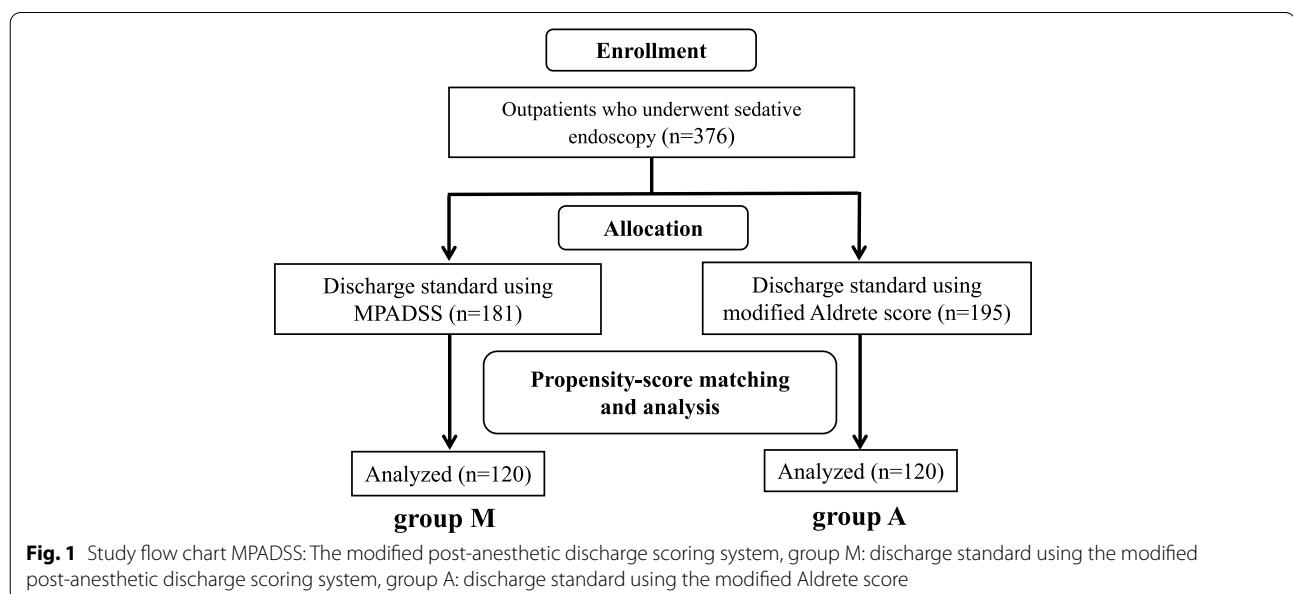 Enrollment
Outpatients who underwent sedative
endoscopy (n=376)
Allocation
Discharge standard using
MPADSS (n=181)
Discharge standard using
modified Aldrete score (n=195)
Propensity-score matching
and analysis
Analyzed (n=120)
group M
Analyzed (n=120)
group A
Fig. 1 Study flow chart MPADSS: The modified post-anesthetic discharge scoring system, group M: discharge standard using the modified
post-anesthetic discharge scoring system, group A: discharge standard using the modified Aldrete score